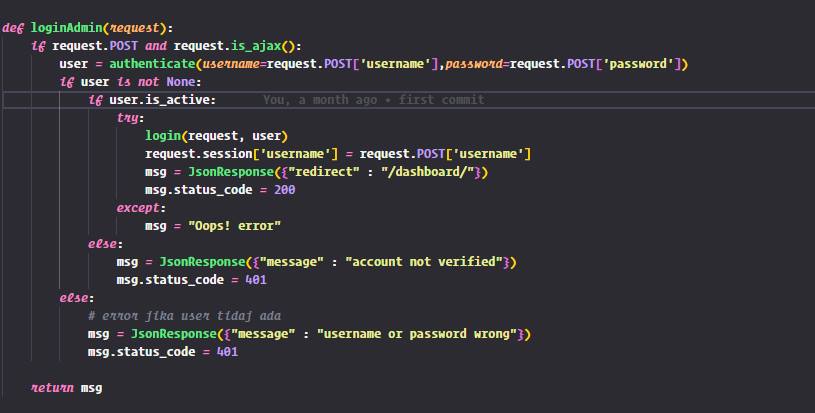 def loginAdmin(request):
    if request.POST and request.is_ajax():
        user = authenticate(username=request.POST['username'],password=request.POST['password'])
        if user is not None:
            if user.is_active:      You, a month ago • first commit
                try:
                    login(request, user)
                    request.session['username'] = request.POST['username']
                    msg = JsonResponse({"redirect" : "/dashboard/"})
                    msg.status_code = 200
                except:
                    msg = "Oops! error"
            else:
                msg = JsonResponse({"message" : "account not verified"})
                msg.status_code = 401
        else:
            # error jika user tidaj ada
            msg = JsonResponse({"message" : "username or password wrong"})
            msg.status_code = 401
    return msg